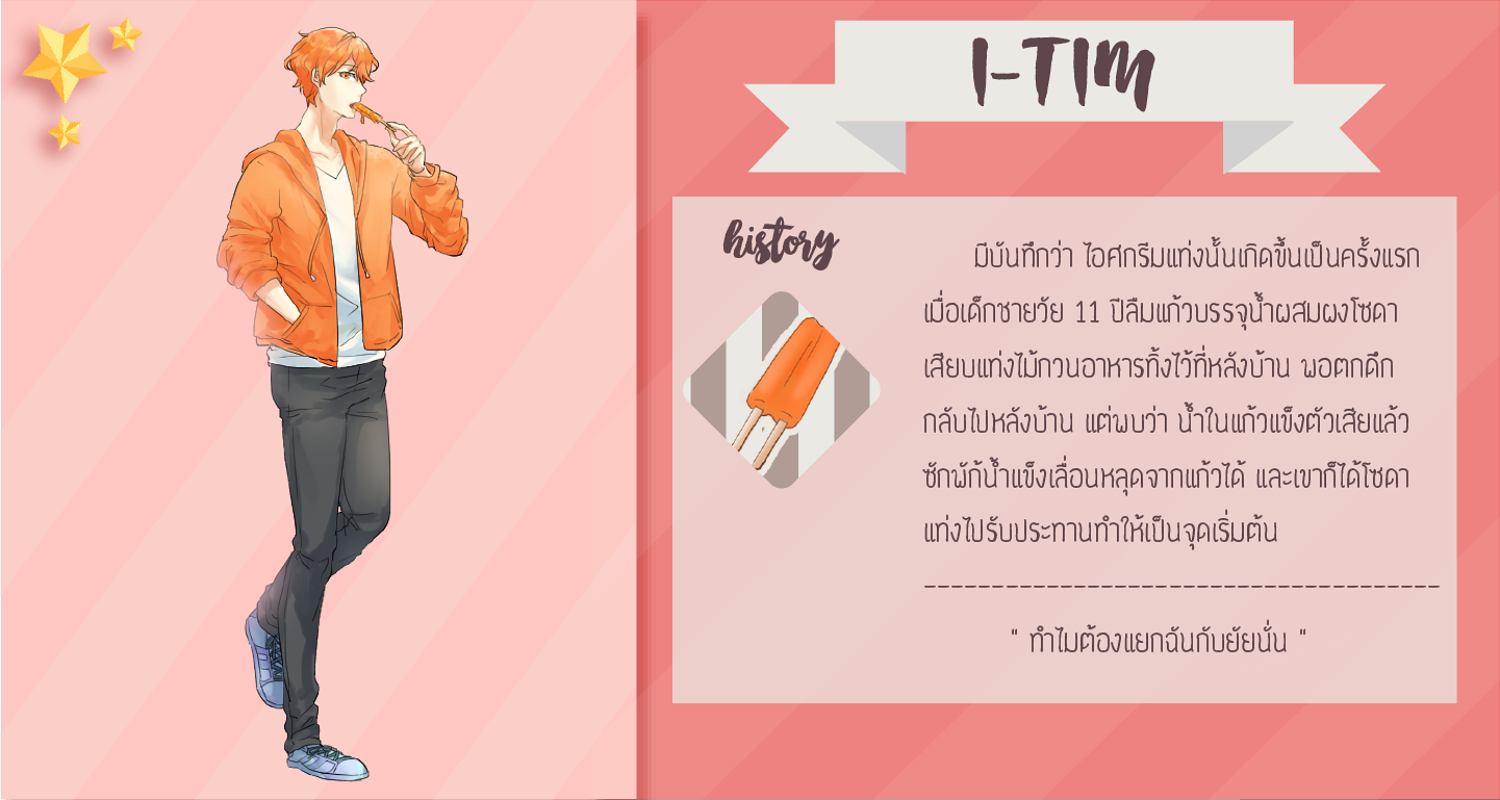 I-TIM
history
มีบันทึกว่า ไอศกรีมแท่งนั้นเกิดขึ้นเป็นครั้งแรก
เมื่อเด็กชายวัย 11 ปีลืมแก้วบรรจุน้ำผสมผงโซดา
เสียบแท่งไม้กวนอาหารทิ้งไว้ที่หลังบ้าน พอตกดึก
กลับไปหลังบ้าน แต่พบว่า น้ำในแก้วแข็งตัวเสียแล้ว
ซักพักน้ำแข็งเลื่อนหลุดจากแก้วได้ และเขาก็ได้โซดา
แท่งไปรับประทานทำให้เป็นจุดเริ่มต้น
---------------------------------------
" ทำไมต้องแยกฉันกับยัยนั่น "